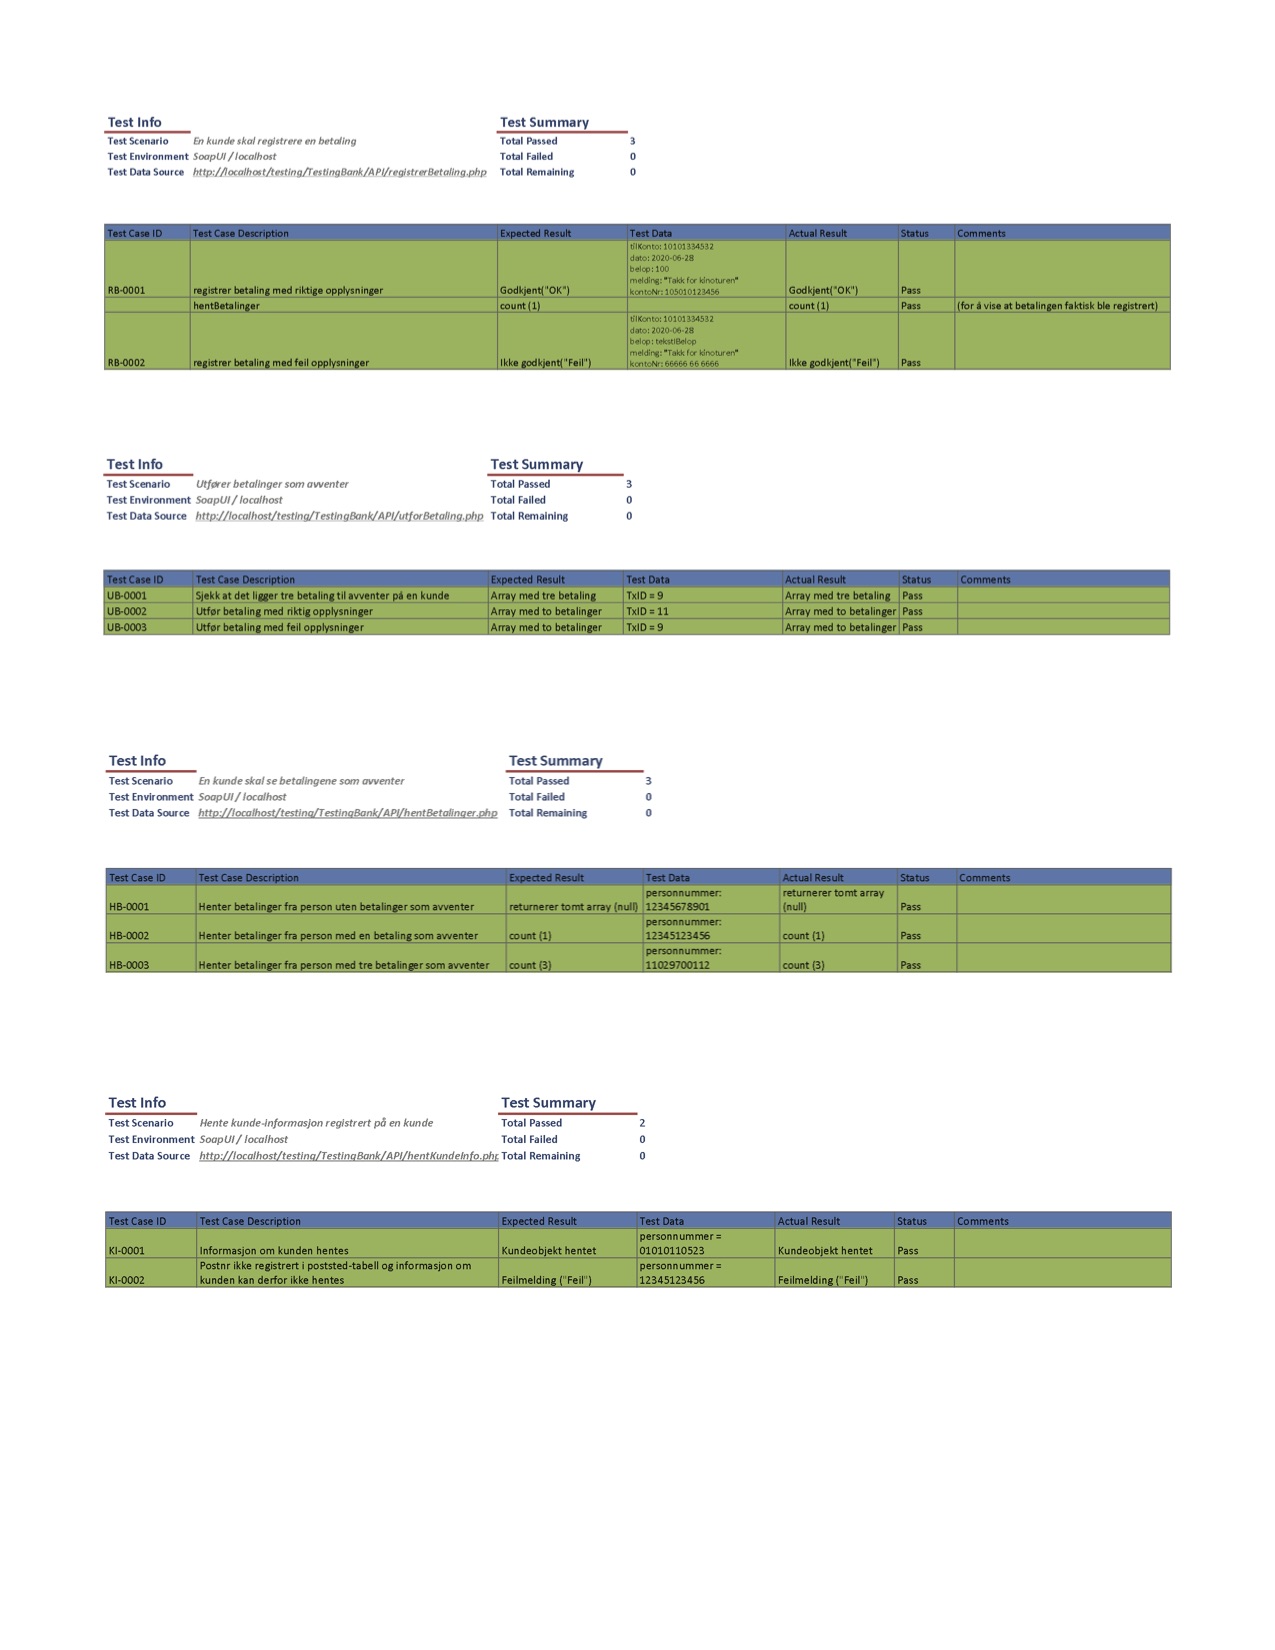 Test Info Test Summary
Test Scenario En kunde skal registrere en betaling Total Passed 3
Test Environment SoapUI / localhost Total Failed 0
Test Data Source http://localhost/testing/TestingBank/API/registrerBetaling.php Total Remaining 0
Test Case ID Test Case Description Expected Result Test Data Actual Result Status Comments
tilKonto: 10101334532
dato: 2020-06-28
belop: 100
melding: "Takk for kinoturen"
RB-0001 registrer betaling med riktige opplysninger Godkjent("OK") kontoNr: 105010123456 Godkjent("OK") Pass
hentBetalinger count (1) count (1) Pass (for å vise at betalingen faktisk ble registrert)
tilKonto: 10101334532
dato: 2020-06-28
belop: tekstIBelop
melding: "Takk for kinoturen"
RB-0002 registrer betaling med feil opplysninger Ikke godkjent("Feil") kontoNr: 66666 66 6666 Ikke godkjent("Feil") Pass
Test Info Test Summary
Test Scenario Utfører betalinger som avventer Total Passed 3
Test Environment SoapUI / localhost Total Failed 0
Test Data Source http://localhost/testing/TestingBank/API/utforBetaling.php Total Remaining 0
Test Case ID Test Case Description Expected Result Test Data Actual Result Status Comments
UB-0001 Sjekk at det ligger tre betaling til avventer på en kunde Array med tre betaling TxID = 9 Array med tre betaling Pass
UB-0002 Utfør betaling med riktig opplysninger Array med to betalinger TxID = 11 Array med to betalinger Pass
UB-0003 Utfør betaling med feil opplysninger Array med to betalinger TxID = 9 Array med to betalinger Pass
Test Info Test Summary
Test Scenario En kunde skal se betalingene som avventer Total Passed 3
Test Environment SoapUI / localhost Total Failed 0
Test Data Source http://localhost/testing/TestingBank/API/hentBetalinger.php Total Remaining 0
Test Case ID Test Case Description Expected Result Test Data Actual Result Status Comments
personnummer: returnerer tomt array
HB-0001 Henter betalinger fra person uten betalinger som avventer returnerer tomt array (null) 12345678901 (null) Pass
personnummer:
HB-0002 Henter betalinger fra person med en betaling som avventer count (1) 12345123456 count (1) Pass
personnummer:
HB-0003 Henter betalinger fra person med tre betalinger som avventer count (3) 11029700112 count (3) Pass
Test Info Test Summary
Test Scenario Hente kunde-informasjon registrert på en kunde Total Passed 2
Test Environment SoapUI / localhost Total Failed 0
Test Data Source http://localhost/testing/TestingBank/API/hentKundeInfo.php Total Remaining 0
Test Case ID Test Case Description Expected Result Test Data Actual Result Status Comments
personnummer =
KI-0001 Informasjon om kunden hentes Kundeobjekt hentet 01010110523 Kundeobjekt hentet Pass
Postnr ikke registrert i poststed-tabell og informasjon om personnummer =
KI-0002 kunden kan derfor ikke hentes Feilmelding ("Feil") 12345123456 Feilmelding ("Feil") Pass